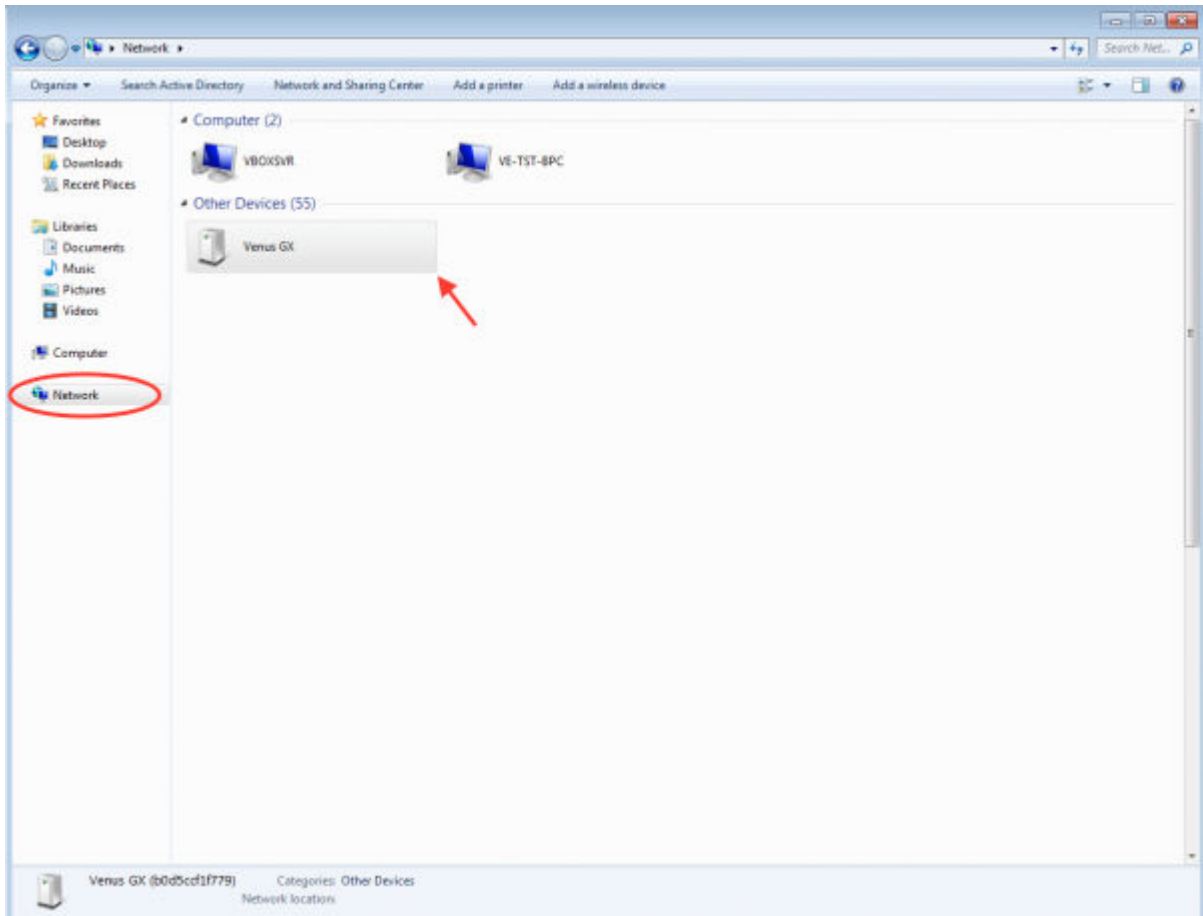 Network
Search Net...
Organize
Search Active Directory
Network and Sharing Center
Add a printer
Add a wireless device
Favorites
Desktop
Downloads
Recent Places
Libraries
Documents
Music
Pictures
Videos
Computer
Network
Computer (2)
VBOXSVR
VE-TST-BPC
Other Devices (55)
Venus GX
Venus GX (b0d5ccf1f779)
Categories: Other Devices
Network location: